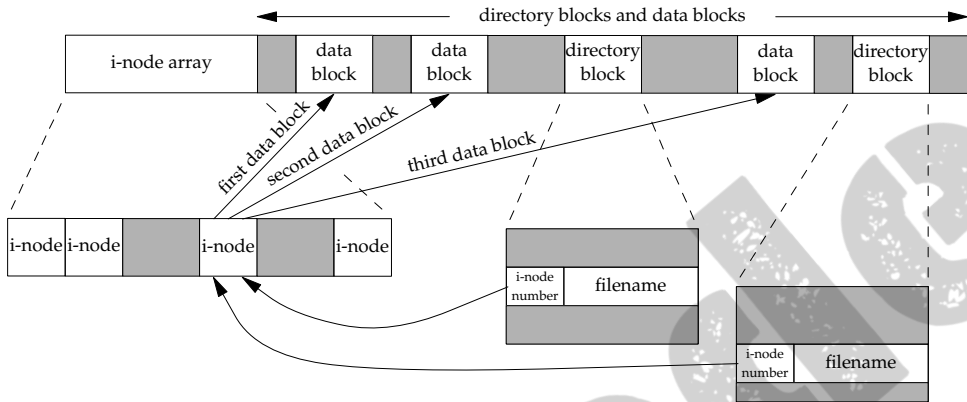 directory blocks and data blocks
i-node array
data
block
data
block
directory
block
data
block
directory
block
first data block
second data block
third data block
i-node
i-node
i-node
i-node
i-node
number
filename
i-node
number
filename